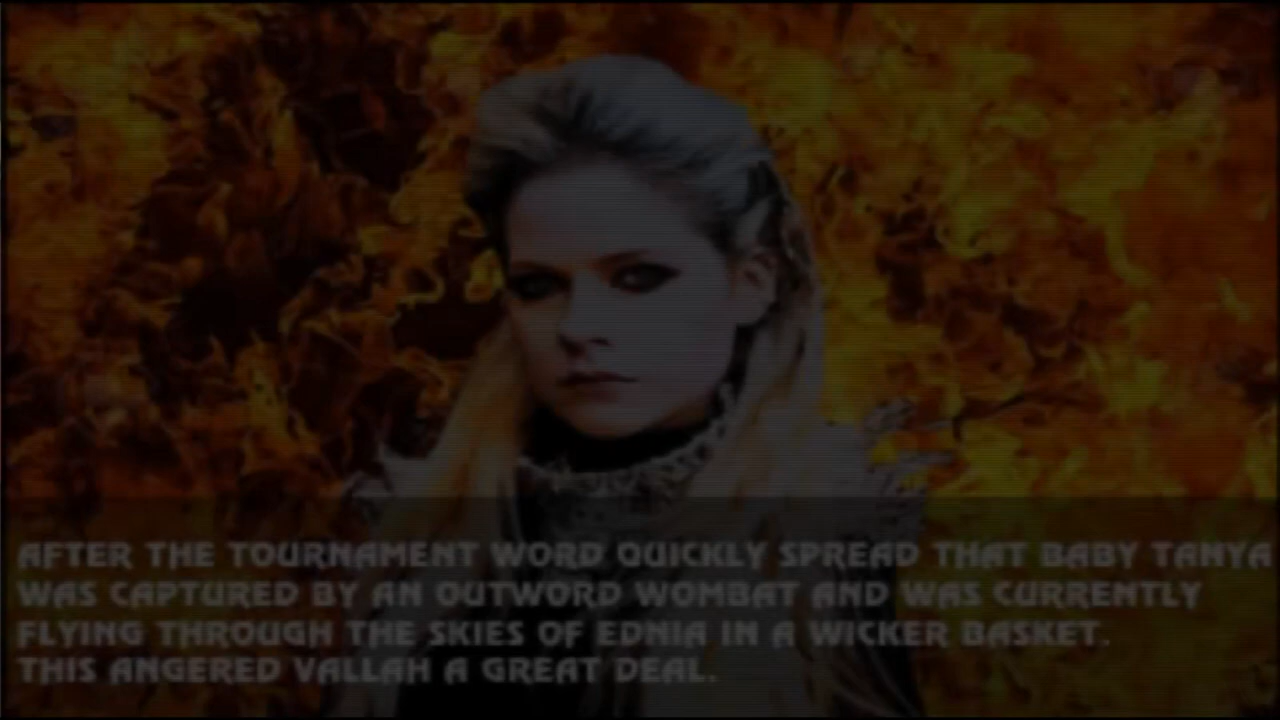 AFTER THE TOURNAMENT WORD QUICKLY SPREAD THAT BABY TANYA
WAS CAPTURED BY AN OUTWORD WOMBAT AND WAS CURRENTLY
FLYING THROUGH THE SKIES OF EDNIA IN A WICKER BASKET.
THIS ANGERED VALLAH A GREAT DEAL.